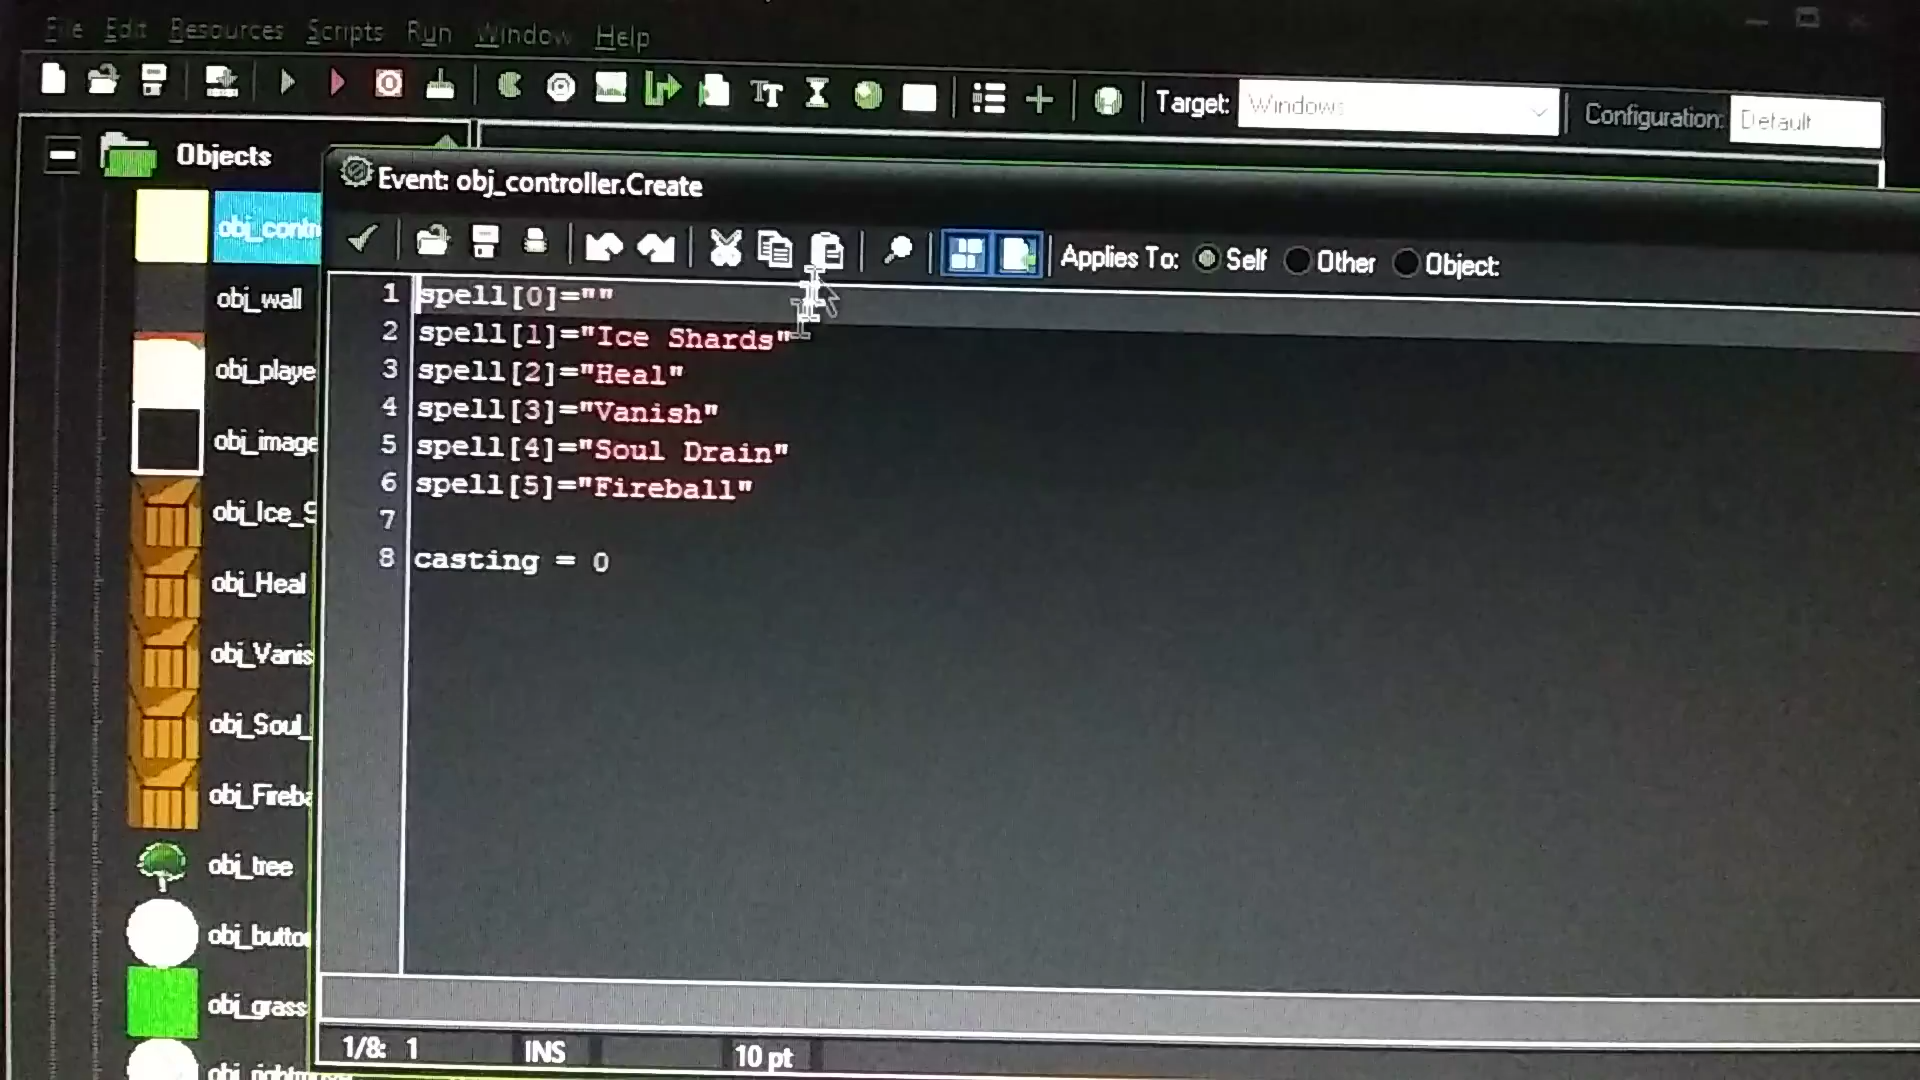 File Edit Resources Scripts Run Window Help
Target: Windows Configuration: Default
Objects
Event: obj_controller.Create
Applies To: Self Other Object:
obj_contr
obj_wall
obj_playe
obj_image
obj_Ice_S
obj_Heal
obj_Vanis
obj_Soul_
obj_Fireba
obj_tree
obj_button
obj_grass
1 spell[0]=""
2 spell[1]="Ice Shards"
3 spell[2]="Heal"
4 spell[3]="Vanish"
5 spell[4]="Soul Drain"
6 spell[5]="Fireball"
7
8 casting = 0
1/8: 1 INS 10 pt